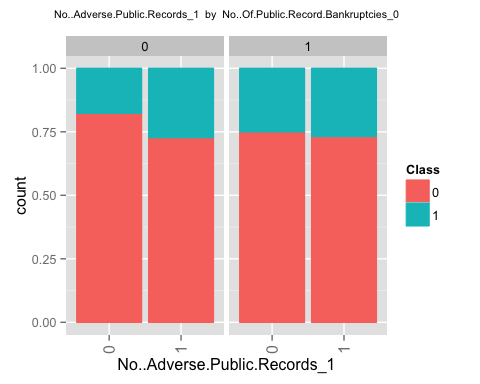 No..Adverse.Public.Records_1 by No..Of.Public.Record.Bankruptcies_0
0 1
1.00
0.75
0.50
0.25
0.00
count
0 1 0 1
No..Adverse.Public.Records_1
Class
0
1